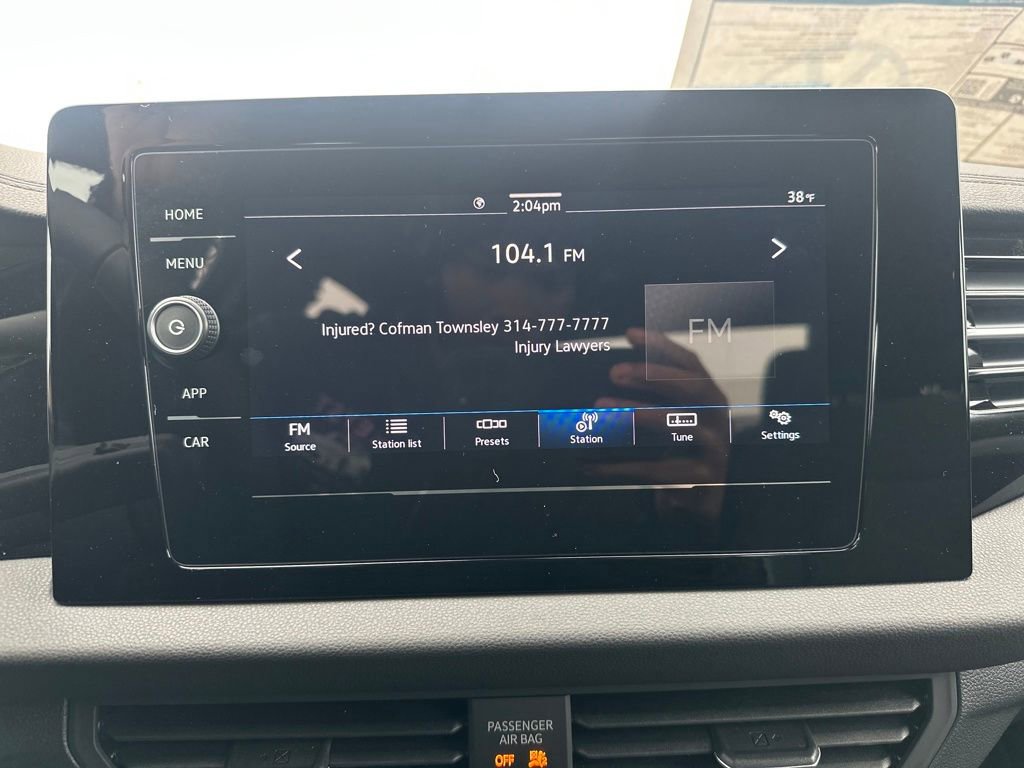 HOME
MENU
APP
CAR
2:04pm
38°F
104.1 FM
Injured? Cofman Townsley 314-777-7777
Injury Lawyers
FM
FM
Source
Station list
Presets
Station
Tune
Settings
PASSENGER
AIR BAG
OFF